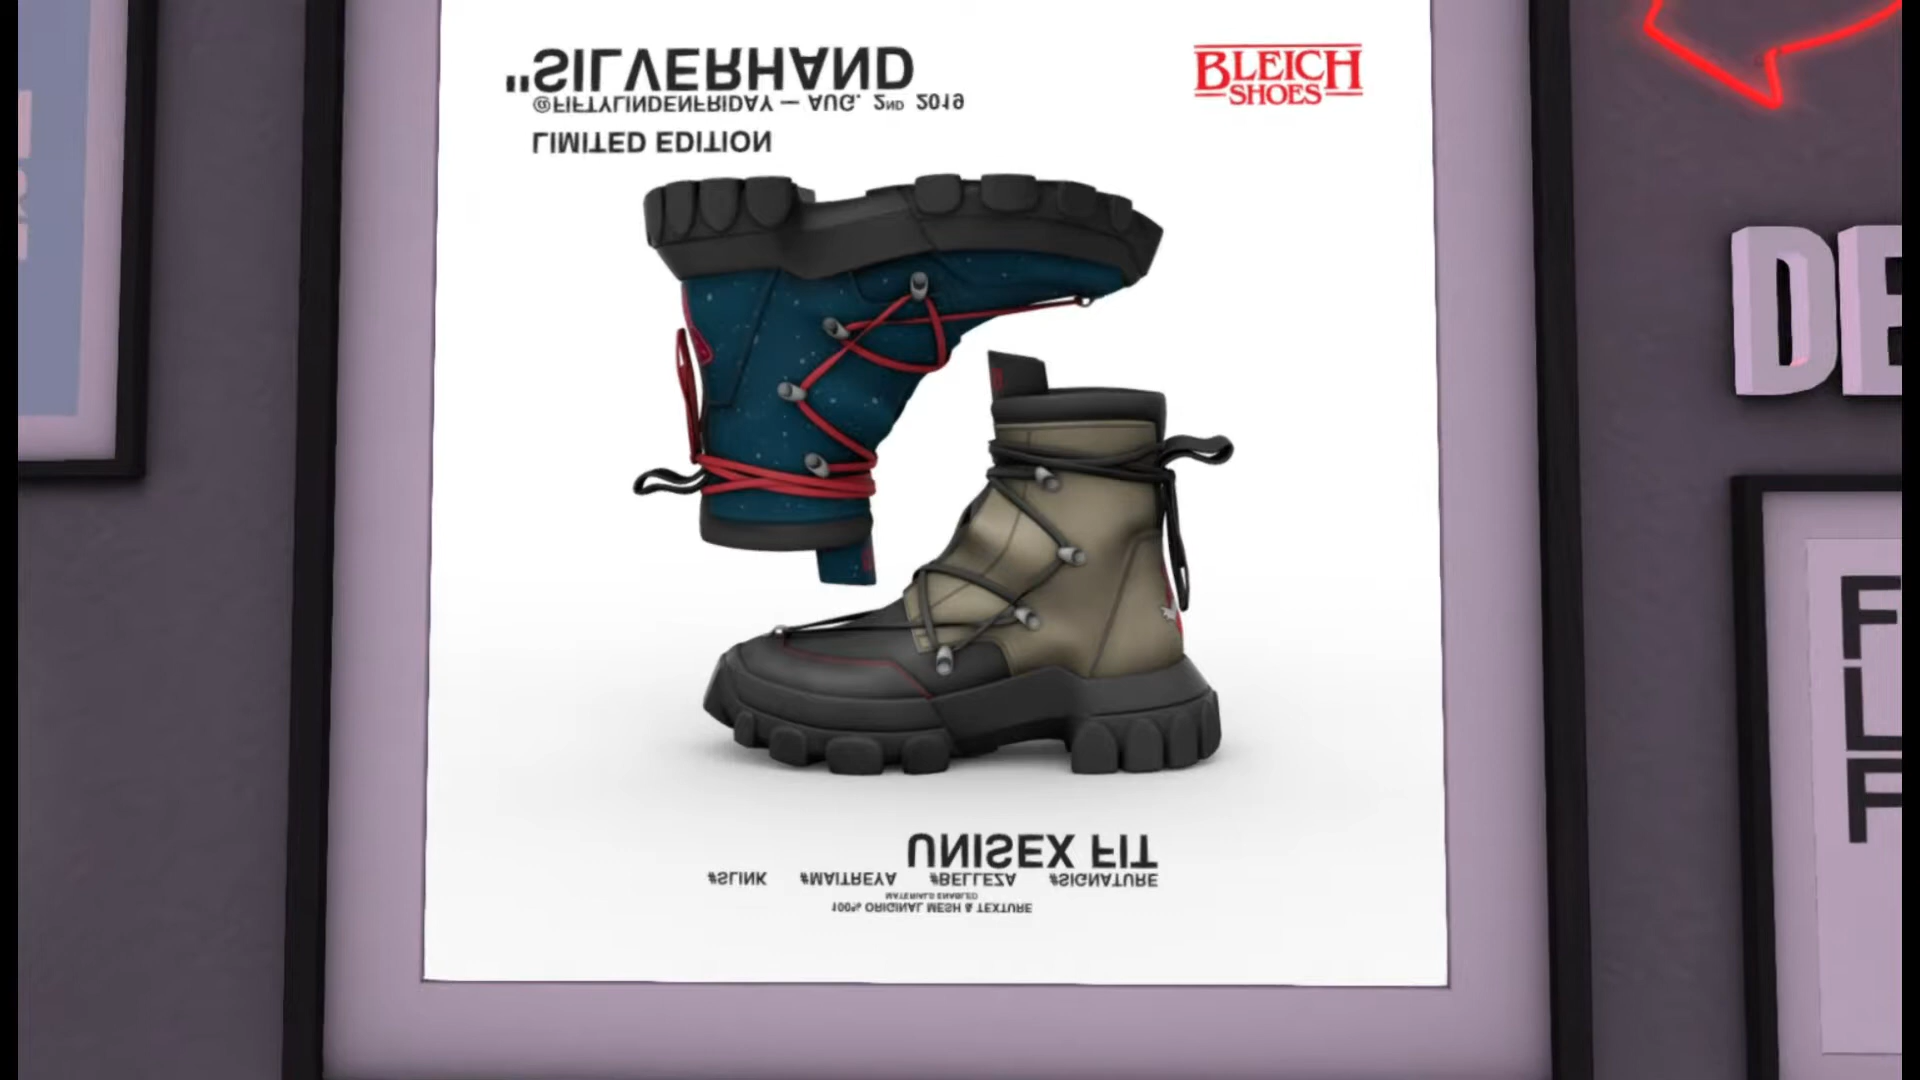 "SILVERHAND
@FIFTYLINDENFRIDAY — AUG. 2ND 2019
LIMITED EDITION
BLEICH
SHOES
DE
UNISEX FIT
#SLINK #MAITREYA #BELLEZA #SIGNATURE
MATERIALS ENABLED
100% ORIGINAL MESH & TEXTURE